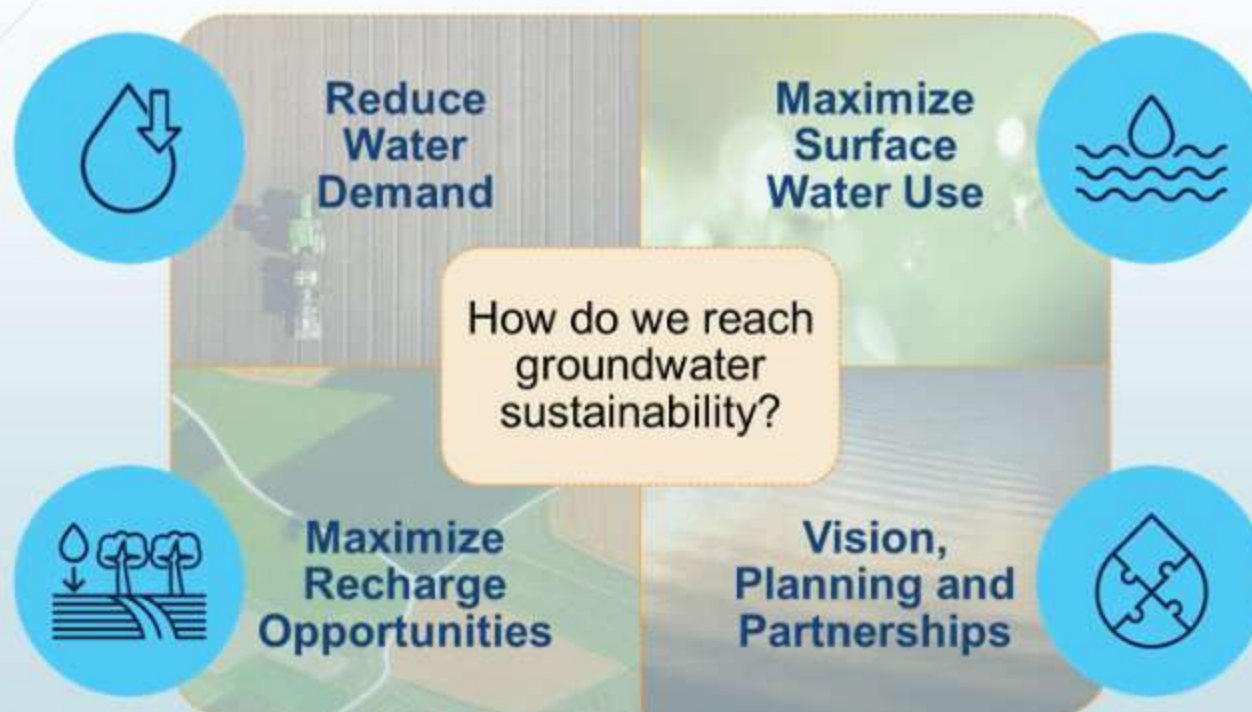 Reduce
Water
Demand
Maximize
Surface
Water Use
How do we reach
groundwater
sustainability?
Maximize
Recharge
Opportunities
Vision,
Planning and
Partnerships